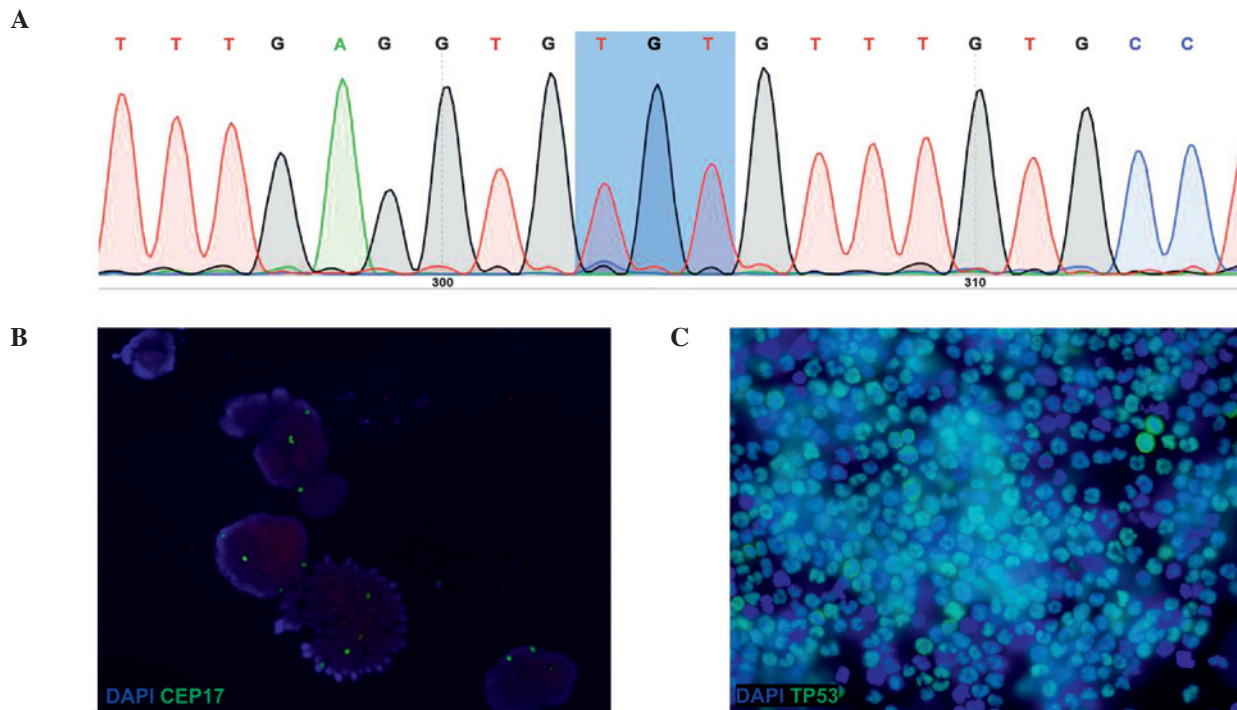 A
T T T G A G G T G T G T G T T T G T G C C
300 310
B
C
DAPI CEP17
DAPI TP53